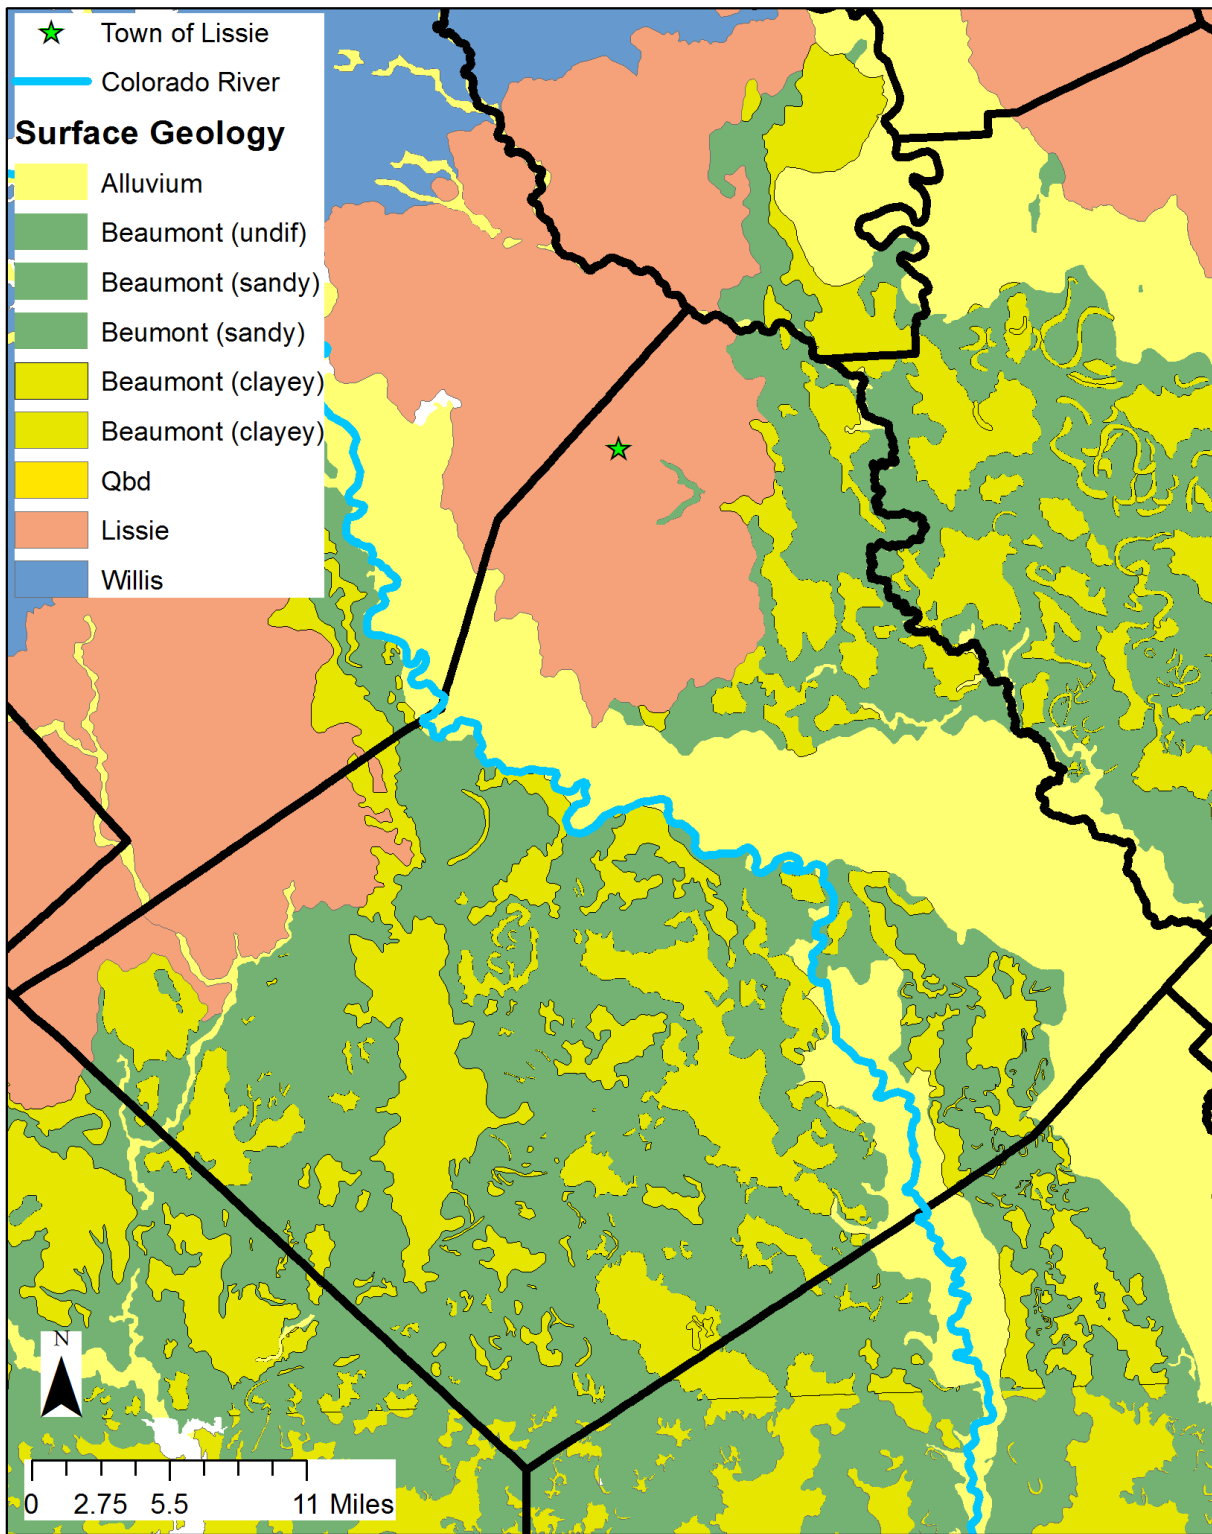 Town of Lissie
Colorado River
Surface Geology
Alluvium
Beaumont (undif)
Beaumont (sandy)
Beumont (sandy)
Beaumont (clayey)
Beaumont (clayey)
Qbd
Lissie
Willis
N
0 2.75 5.5 11 Miles